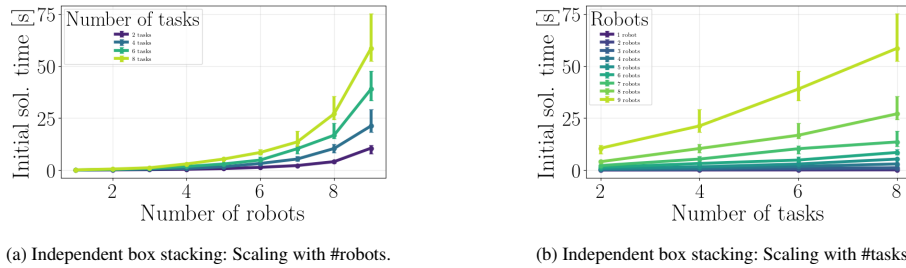 Initial sol. time [s]
75
50
25
0
Number of tasks
2 tasks
4 tasks
6 tasks
8 tasks
2
4
6
8
Number of robots
(a) Independent box stacking: Scaling with #robots.
Initial sol. time [s]
75
50
25
0
Robots
1 robot
2 robots
3 robots
4 robots
5 robots
6 robots
7 robots
8 robots
9 robots
2
4
6
8
Number of tasks
(b) Independent box stacking: Scaling with #tasks